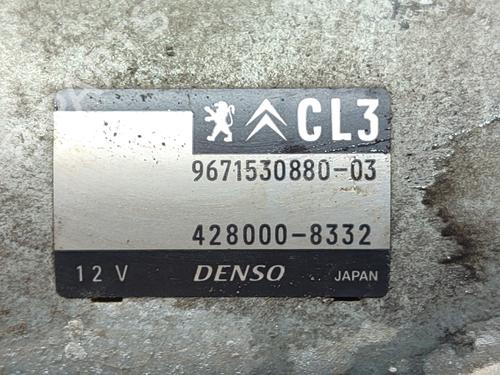 CL3
9671530880-03
428000-8332
12 V DENSO JAPAN